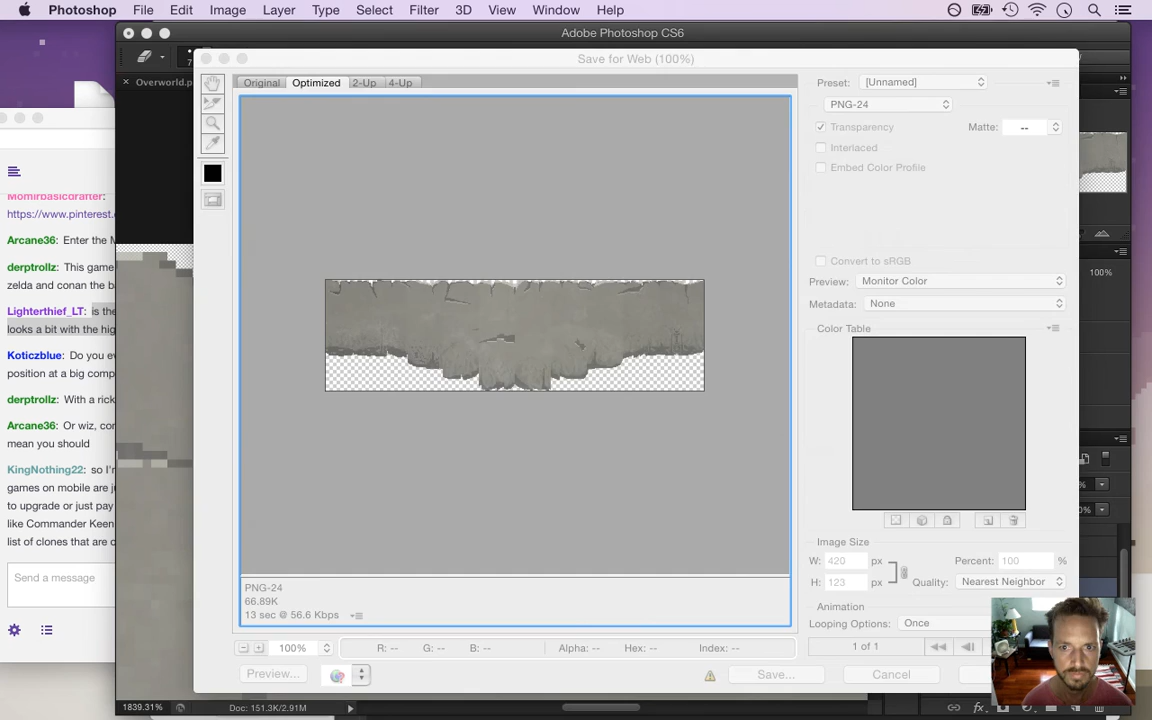 Photoshop File Edit Image Layer Type Select Filter 3D View Window Help
Adobe Photoshop CS6
Save for Web (100%)
Overworld.p
Original Optimized 2-Up 4-Up
Preset: [Unnamed]
PNG-24
Transparency Matte: --
Interlaced
Embed Color Profile
Convert to sRGB
Preview: Monitor Color
Metadata: None
Color Table
Image Size
W: 420 px Percent: 100 %
H: 123 px Quality: Nearest Neighbor
Animation
Looping Options: Once
1 of 1
100%
Momirbasicdrafter:
https://www.pinterest.
Arcane36: Enter the M
derptrollz: This game
zelda and conan the b
Lighterthief_LT: is the
looks a bit with the hig
Koticzblue: Do you ev
position at a big comp
derptrollz: With a rick
Arcane36: Or wiz, con
mean you should
KingNothing22: so I'm
games on mobile are ju
to upgrade or just pay
like Commander Keen
list of clones that are o
Send a message
PNG-24
66.89K
13 sec @ 56.6 Kbps
100% R: -- G: -- B: -- Alpha: -- Hex: -- Index: --
Preview... Save... Cancel
1839.31% Doc: 151.3K/2.91M